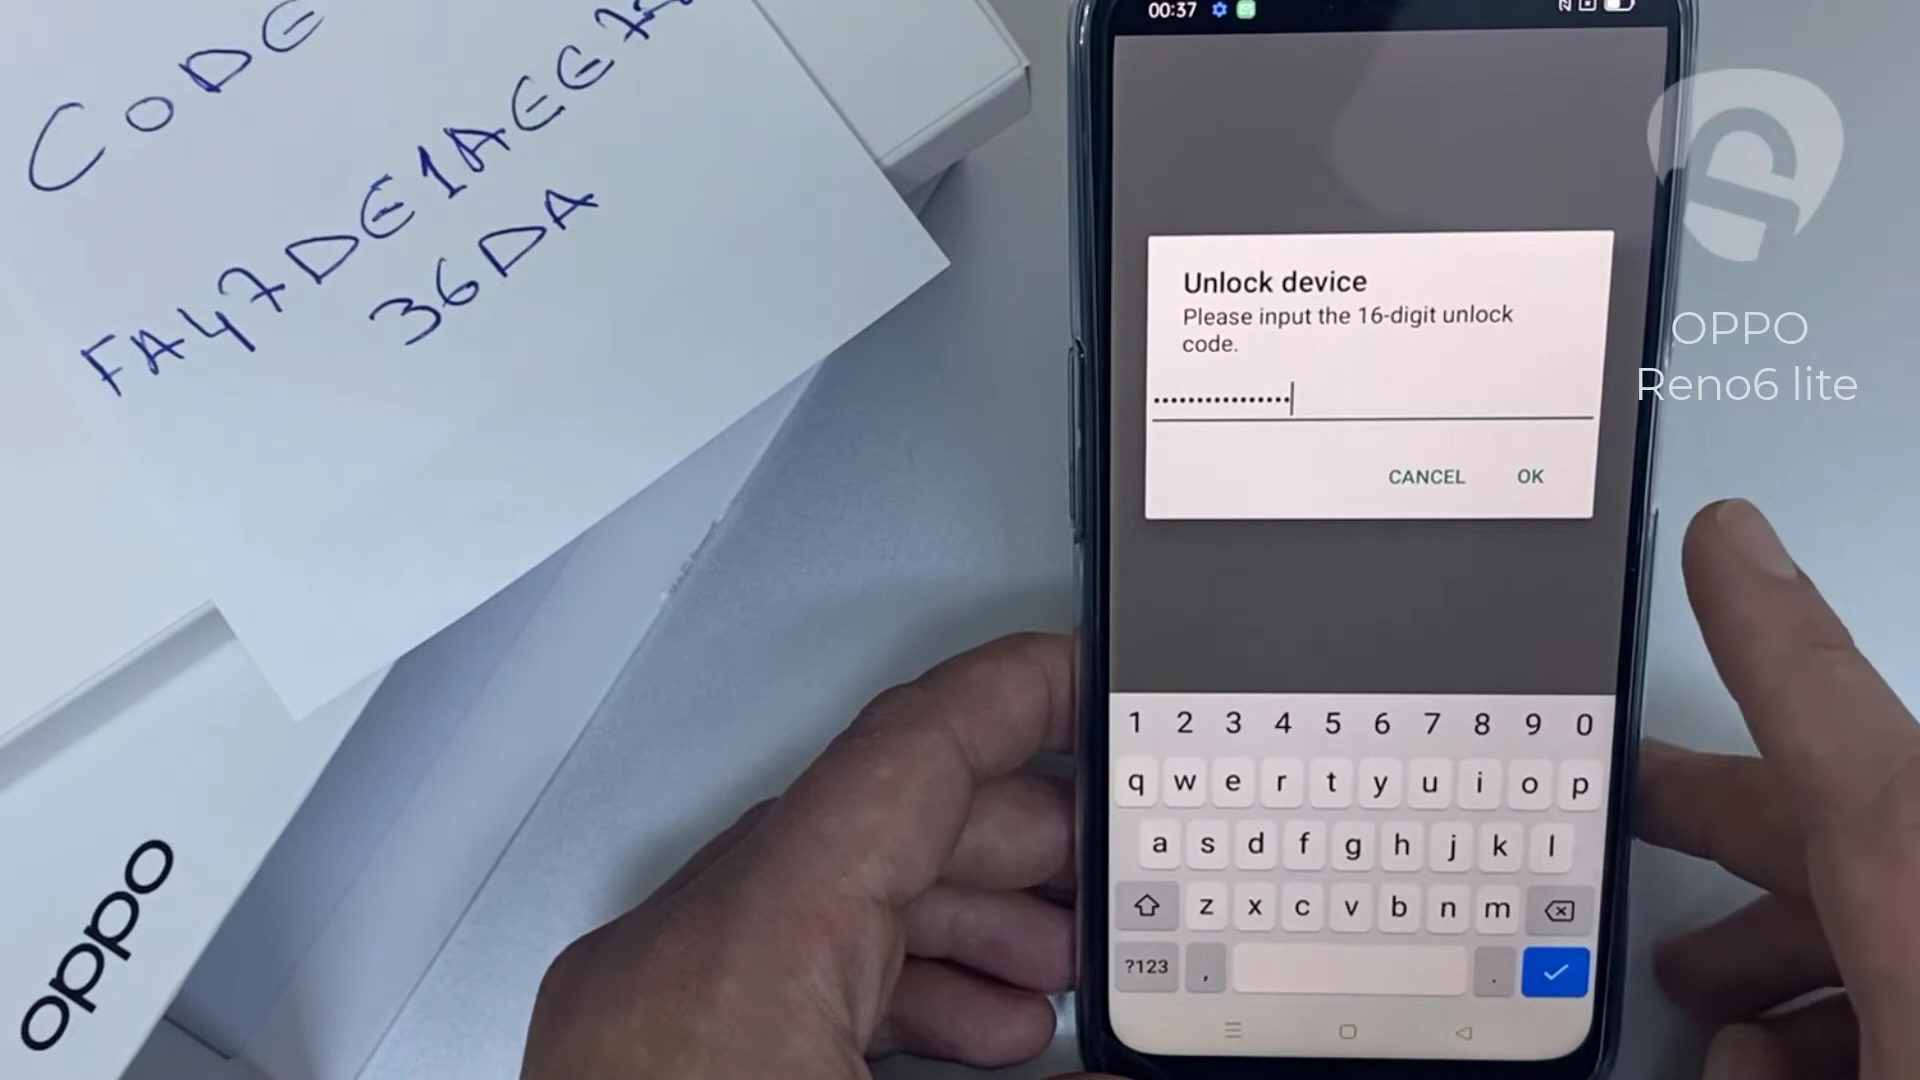 CODE
FA47DE1AEE7
36DA
00:37
Unlock device
Please input the 16-digit unlock
code.
................
CANCEL OK
OPPO
Reno6 lite
1 2 3 4 5 6 7 8 9 0
q w e r t y u i o p
a s d f g h j k l
z x c v b n m
?123 , .
oppo